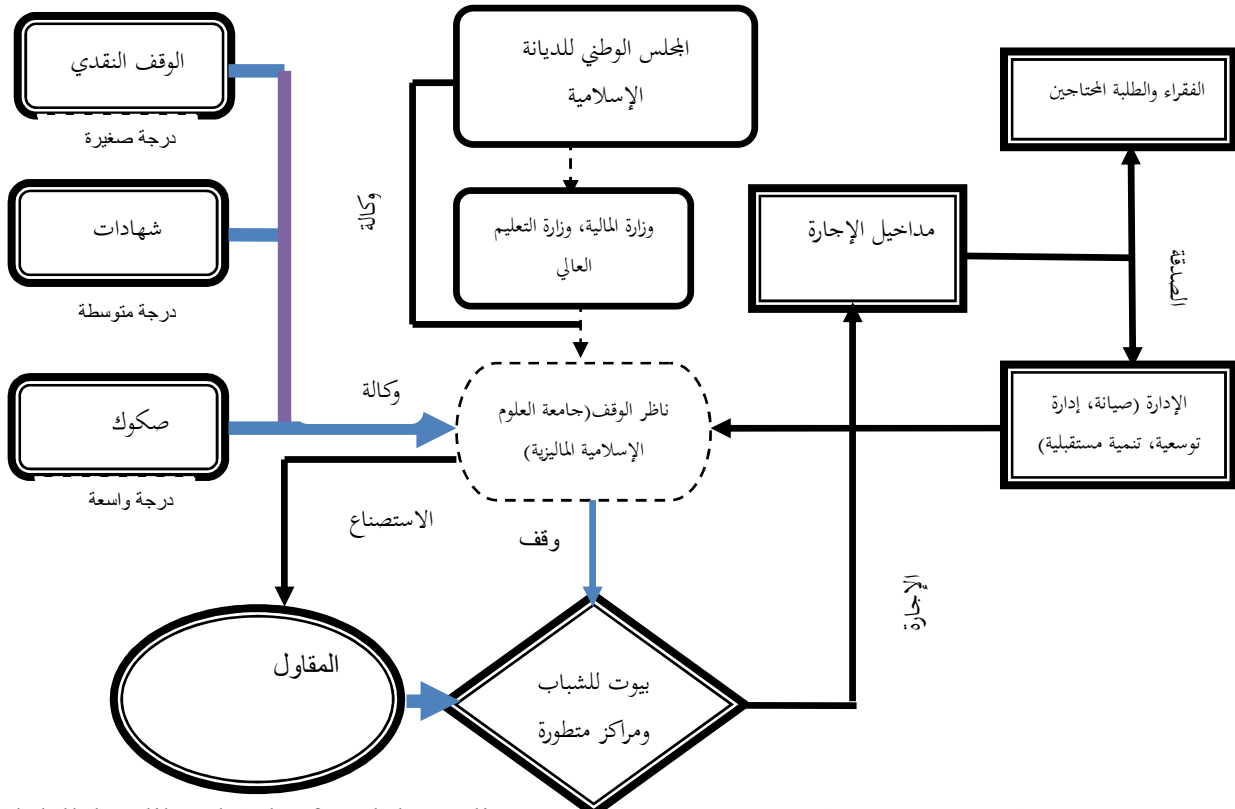 الوقف النقدي
درجة صغيرة
شهادات
درجة متوسطة
صكوك
درجة واسعة
المجلس الوطني للديانة
الإسلامية
وكالة
وزارة المالية، وزارة التعليم
العالي
وكالة
ناظر الوقف(جامعة العلوم
الإسلامية الماليزية)
الاستصناع
وقف
المقاول
بيوت للشباب
ومراكز متطورة
الإجارة
مداخيل الإجارة
الفقراء والطلبة المحتاجين
الصدقة
الإدارة (صيانة، إدارة
توسعية، تنمية مستقبلية)